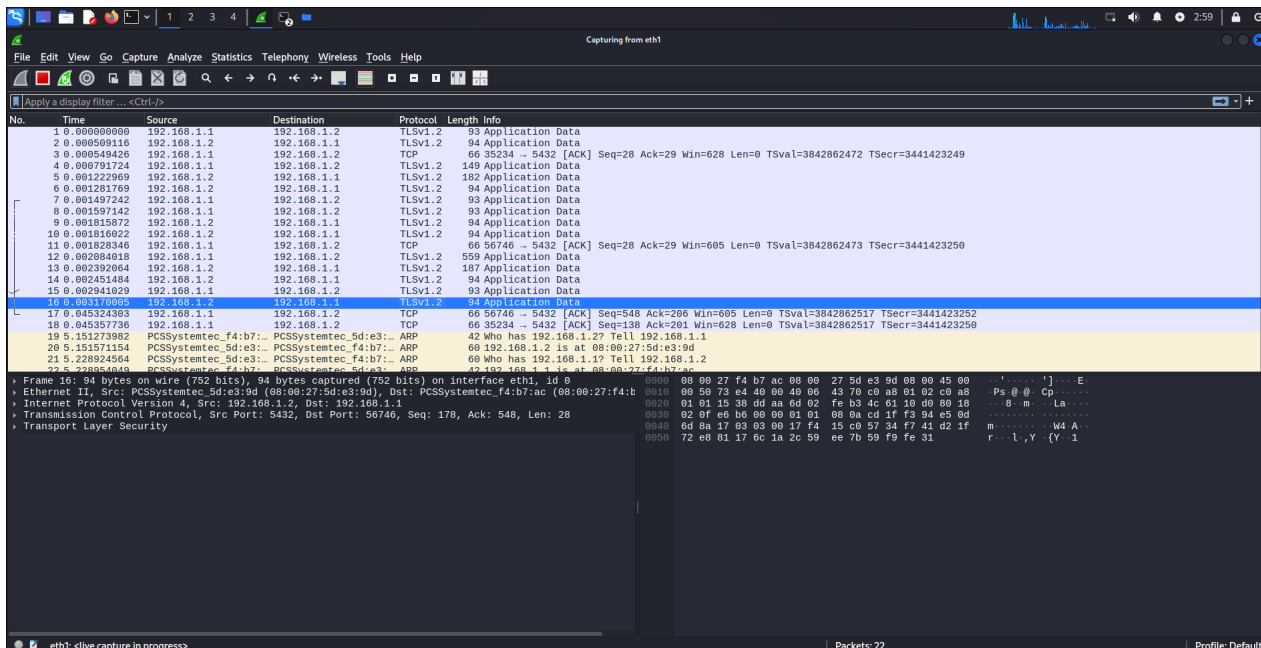 1 2 3 4
2:59
Capturing from eth1
File Edit View Go Capture Analyze Statistics Telephony Wireless Tools Help
Apply a display filter ... <Ctrl-/>
No. Time Source Destination Protocol Length Info
1 0.000000000 192.168.1.1 192.168.1.2 TLSv1.2 93 Application Data
2 0.000509116 192.168.1.2 192.168.1.1 TLSv1.2 94 Application Data
3 0.000549426 192.168.1.1 192.168.1.2 TCP 66 35234 → 5432 [ACK] Seq=28 Ack=29 Win=628 Len=0 TSval=3842862472 TSecr=3441423249
4 0.000791724 192.168.1.1 192.168.1.2 TLSv1.2 149 Application Data
5 0.001222969 192.168.1.2 192.168.1.1 TLSv1.2 182 Application Data
6 0.001281769 192.168.1.2 192.168.1.1 TLSv1.2 94 Application Data
7 0.001497242 192.168.1.1 192.168.1.2 TLSv1.2 93 Application Data
8 0.001597142 192.168.1.1 192.168.1.2 TLSv1.2 93 Application Data
9 0.001815872 192.168.1.2 192.168.1.1 TLSv1.2 94 Application Data
10 0.001816022 192.168.1.2 192.168.1.1 TLSv1.2 94 Application Data
11 0.001828346 192.168.1.1 192.168.1.2 TCP 66 56746 → 5432 [ACK] Seq=28 Ack=29 Win=605 Len=0 TSval=3842862473 TSecr=3441423250
12 0.002084018 192.168.1.1 192.168.1.2 TLSv1.2 559 Application Data
13 0.002392064 192.168.1.2 192.168.1.1 TLSv1.2 187 Application Data
14 0.002451484 192.168.1.2 192.168.1.1 TLSv1.2 94 Application Data
15 0.002941029 192.168.1.1 192.168.1.2 TLSv1.2 93 Application Data
16 0.003170005 192.168.1.2 192.168.1.1 TLSv1.2 94 Application Data
17 0.045324303 192.168.1.1 192.168.1.2 TCP 66 56746 → 5432 [ACK] Seq=548 Ack=206 Win=605 Len=0 TSval=3842862517 TSecr=3441423252
18 0.045357736 192.168.1.1 192.168.1.2 TCP 66 35234 → 5432 [ACK] Seq=138 Ack=201 Win=628 Len=0 TSval=3842862517 TSecr=3441423250
19 5.151273982 PCSSystemtec_f4:b7:… PCSSystemtec_5d:e3:… ARP 42 Who has 192.168.1.2? Tell 192.168.1.1
20 5.151571154 PCSSystemtec_5d:e3:… PCSSystemtec_f4:b7:… ARP 60 192.168.1.2 is at 08:00:27:5d:e3:9d
21 5.228924564 PCSSystemtec_5d:e3:… PCSSystemtec_f4:b7:… ARP 60 Who has 192.168.1.1? Tell 192.168.1.2
22 5.228954049 PCSSystemtec_f4:b7:… PCSSystemtec_5d:e3:… ARP 42 192.168.1.1 is at 08:00:27:f4:b7:ac
Frame 16: 94 bytes on wire (752 bits), 94 bytes captured (752 bits) on interface eth1, id 0
Ethernet II, Src: PCSSystemtec_5d:e3:9d (08:00:27:5d:e3:9d), Dst: PCSSystemtec_f4:b7:ac (08:00:27:f4:b
Internet Protocol Version 4, Src: 192.168.1.2, Dst: 192.168.1.1
Transmission Control Protocol, Src Port: 5432, Dst Port: 56746, Seq: 178, Ack: 548, Len: 28
Transport Layer Security
0000 08 00 27 f4 b7 ac 08 00 27 5d e3 9d 08 00 45 00 ··'····· ']····E·
0010 00 50 73 e4 40 00 40 06 43 70 c0 a8 01 02 c0 a8 ·Ps·@·@· Cp······
0020 01 01 15 38 dd aa 6d 02 fe b3 4c 61 10 d0 80 18 ···8··m· ··La····
0030 02 0f e6 b6 00 00 01 01 08 0a cd 1f f3 94 e5 0d ········ ········
0040 6d 8a 17 03 03 00 17 f4 15 c0 57 34 f7 41 d2 1f m······· ··W4·A··
0050 72 e8 81 17 6c 1a 2c 59 ee 7b 59 f9 fe 31 r···l·,Y ·{Y··1
eth1: <live capture in progress>
Packets: 22
Profile: Default